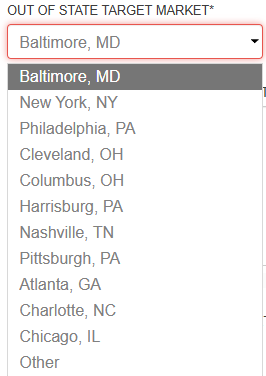 OUT OF STATE TARGET MARKET*
Baltimore, MD
Baltimore, MD
New York, NY
Philadelphia, PA
Cleveland, OH
Columbus, OH
Harrisburg, PA
Nashville, TN
Pittsburgh, PA
Atlanta, GA
Charlotte, NC
Chicago, IL
Other